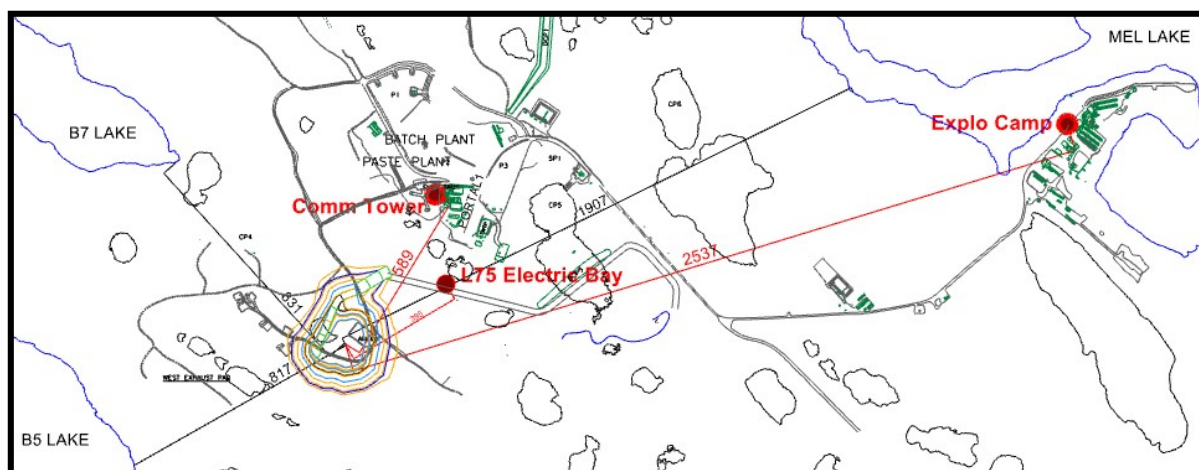 MEL LAKE
B7 LAKE
P1
BATCH PLANT
PASTE PLANT
P3
SP1
CP6
Explo Camp
Comm Tower
PORTAL 1
CP5
1907
2537
CP4
589
L75 Electric Bay
831
817
WEST EXHAUST PAD
B5 LAKE